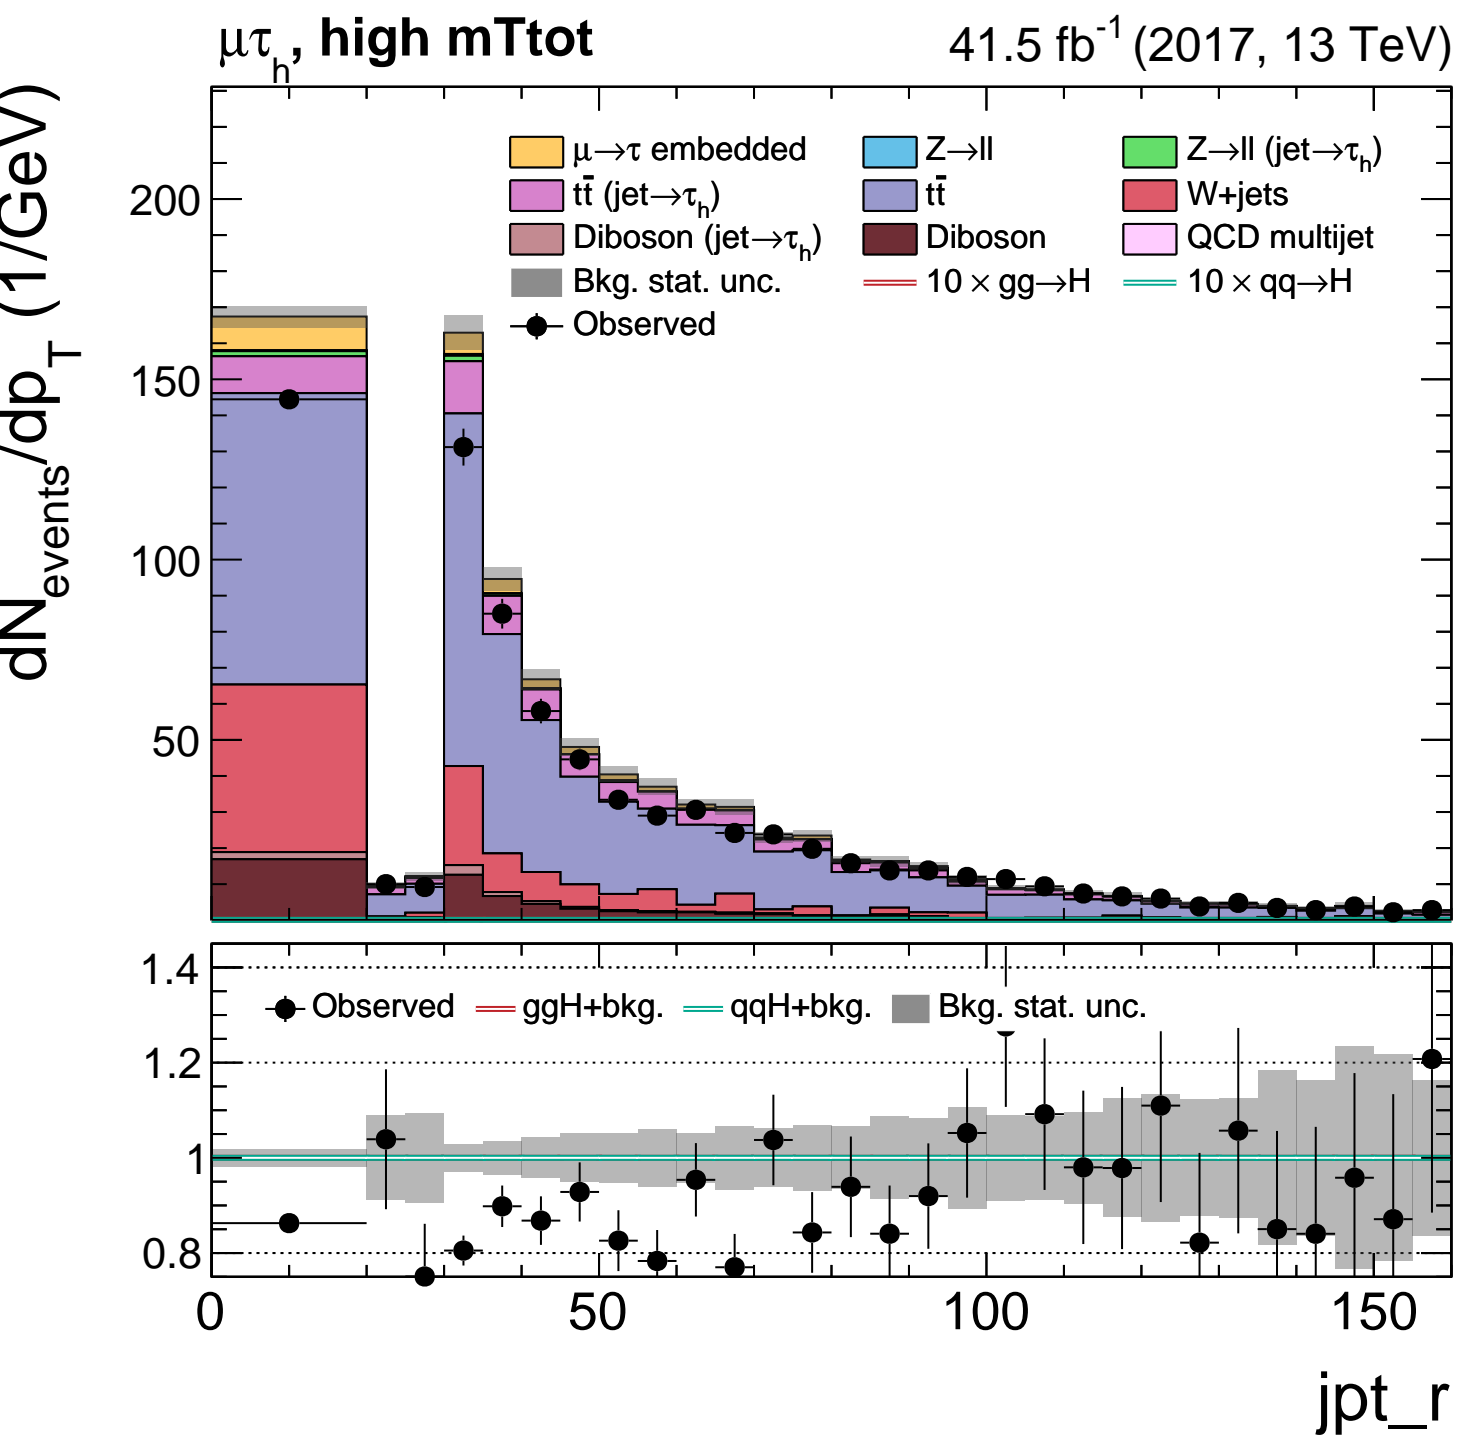 μτh, high mTtot
41.5 fb-1 (2017, 13 TeV)
dNevents/dpT (1/GeV)
μ→τ embedded
Z→ll
Z→ll (jet→τh)
tt̄ (jet→τh)
tt̄
W+jets
Diboson (jet→τh)
Diboson
QCD multijet
Bkg. stat. unc.
10 × gg→H
10 × qq→H
Observed
200
150
100
50
1.4
1.2
1
0.8
Observed
ggH+bkg.
qqH+bkg.
Bkg. stat. unc.
0
50
100
150
jpt_r